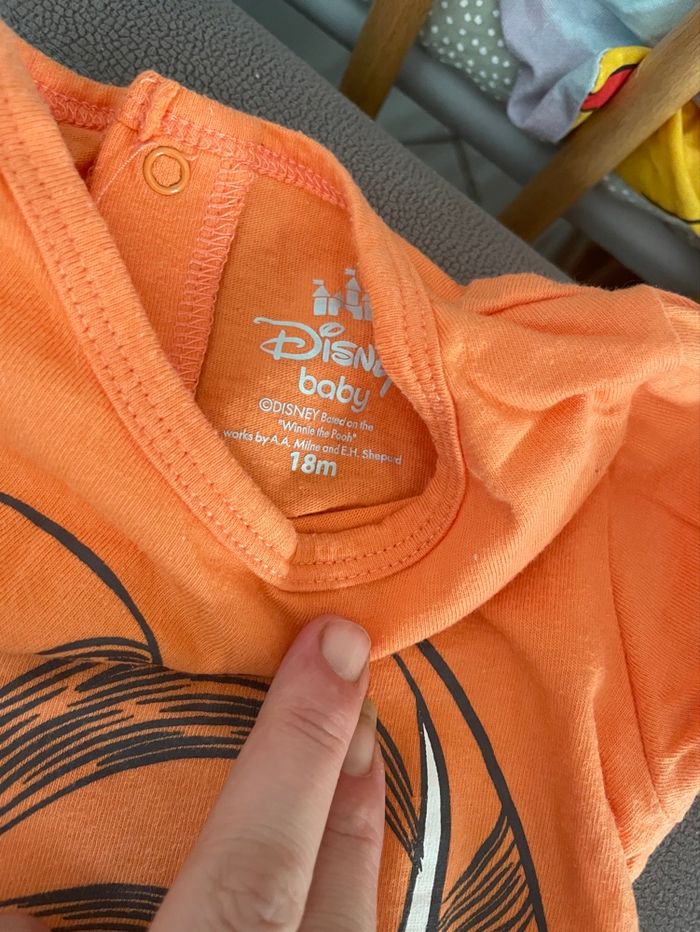 Disney
baby
©DISNEY Based on the
"Winnie the Pooh"
works by A.A. Milne and E.H. Shepard
18m